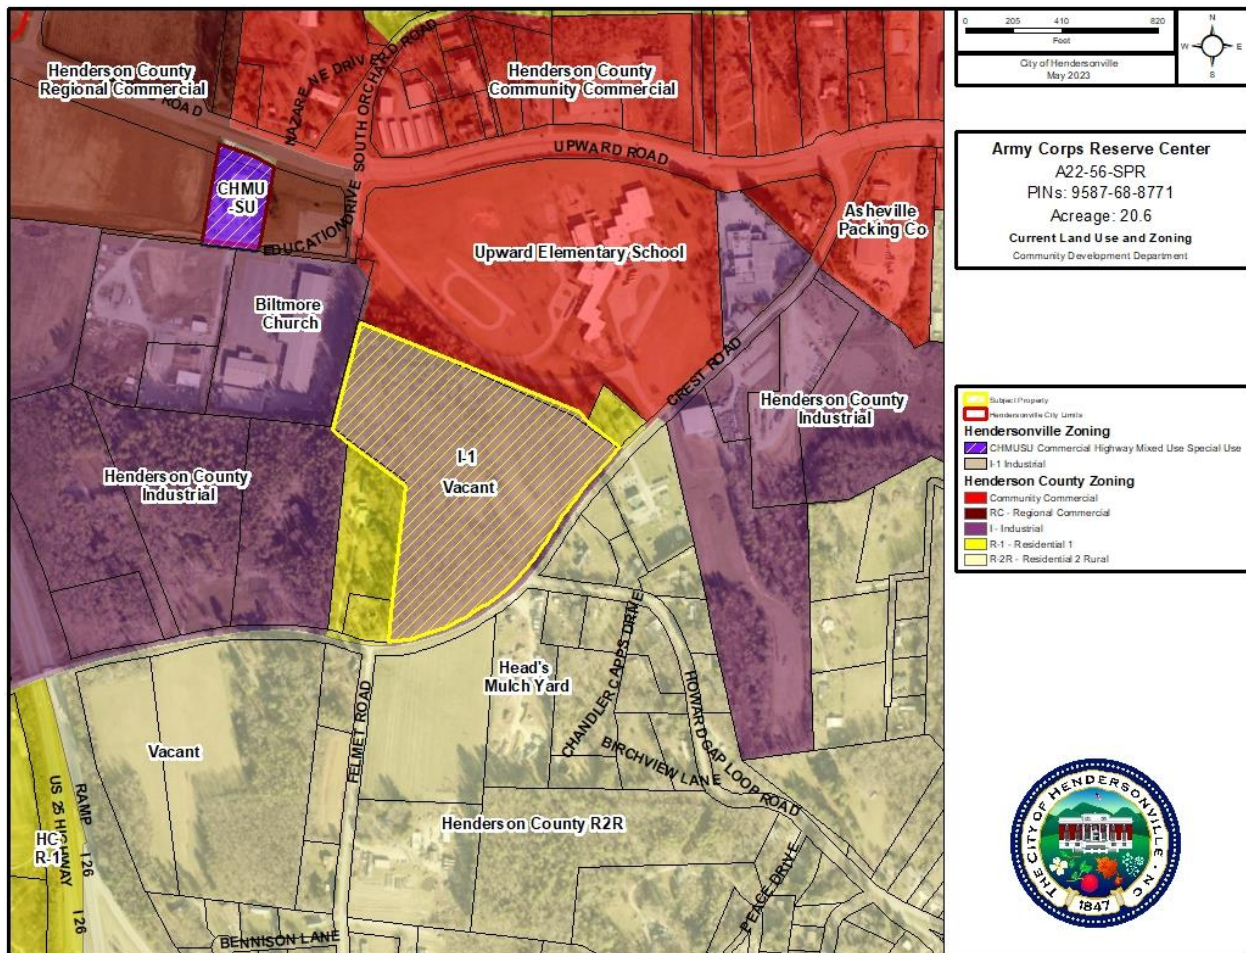 Henderson County
Regional Commercial
ROAD
NAZARENE DRIVE
SOUTH ORCHARD ROAD
Henderson County
Community Commercial
UPWARD ROAD
CHMU
-SU
EDUCATION DRIVE
Upward Elementary School
Asheville
Packing Co
Biltmore
Church
CREST ROAD
Henderson County
Industrial
I-1
Vacant
Henderson County
Industrial
Head's
Mulch Yard
CHANDLER CAPPS DRIVE
HOWARD GAP LOOP ROAD
BIRCHVIEW LANE
FELMET ROAD
Vacant
US 25 HIGHWAY
RAMP I 26
I 26
HC
R-1
Henderson County R2R
PEACE DRIVE
BENNISON LANE
0 205 410 820
Feet
City of Hendersonville
May 2023
N
W E
S
Army Corps Reserve Center
A22-56-SPR
PINs: 9587-68-8771
Acreage: 20.6
Current Land Use and Zoning
Community Development Department
Subject Property
Hendersonville City Limits
Hendersonville Zoning
CHMUSU Commercial Highway Mixed Use Special Use
I-1 Industrial
Henderson County Zoning
Community Commercial
RC - Regional Commercial
I - Industrial
R-1 - Residential 1
R-2R - Residential 2 Rural
THE CITY OF HENDERSONVILLE • NC
1847